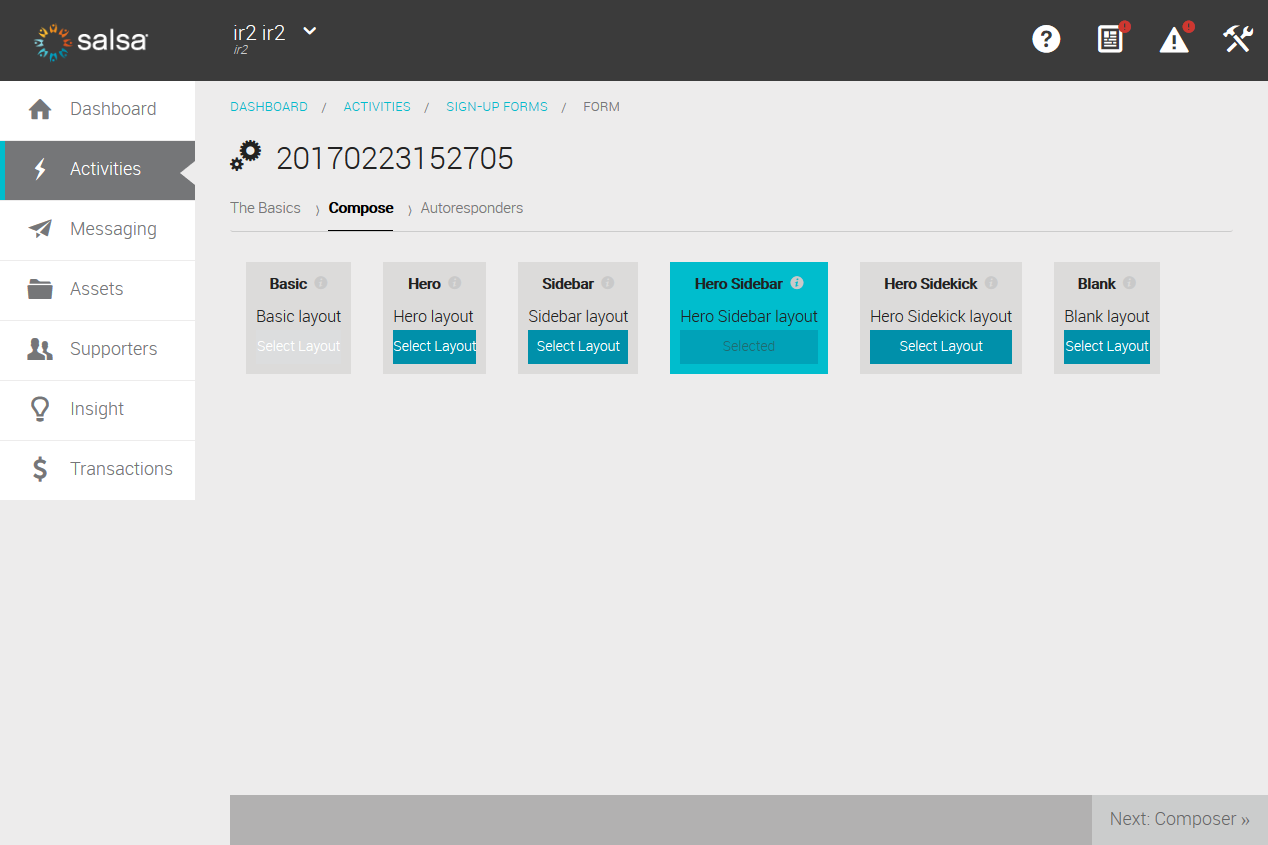 salsa
ir2 ir2
ir2
?
Dashboard
Activities
Messaging
Assets
Supporters
Insight
$ Transactions
DASHBOARD / ACTIVITIES / SIGN-UP FORMS / FORM
20170223152705
The Basics 〉 Compose 〉 Autoresponders
Basic i
Basic layout
Select Layout
Hero i
Hero layout
Select Layout
Sidebar i
Sidebar layout
Select Layout
Hero Sidebar i
Hero Sidebar layout
Selected
Hero Sidekick i
Hero Sidekick layout
Select Layout
Blank i
Blank layout
Select Layout
Next: Composer »